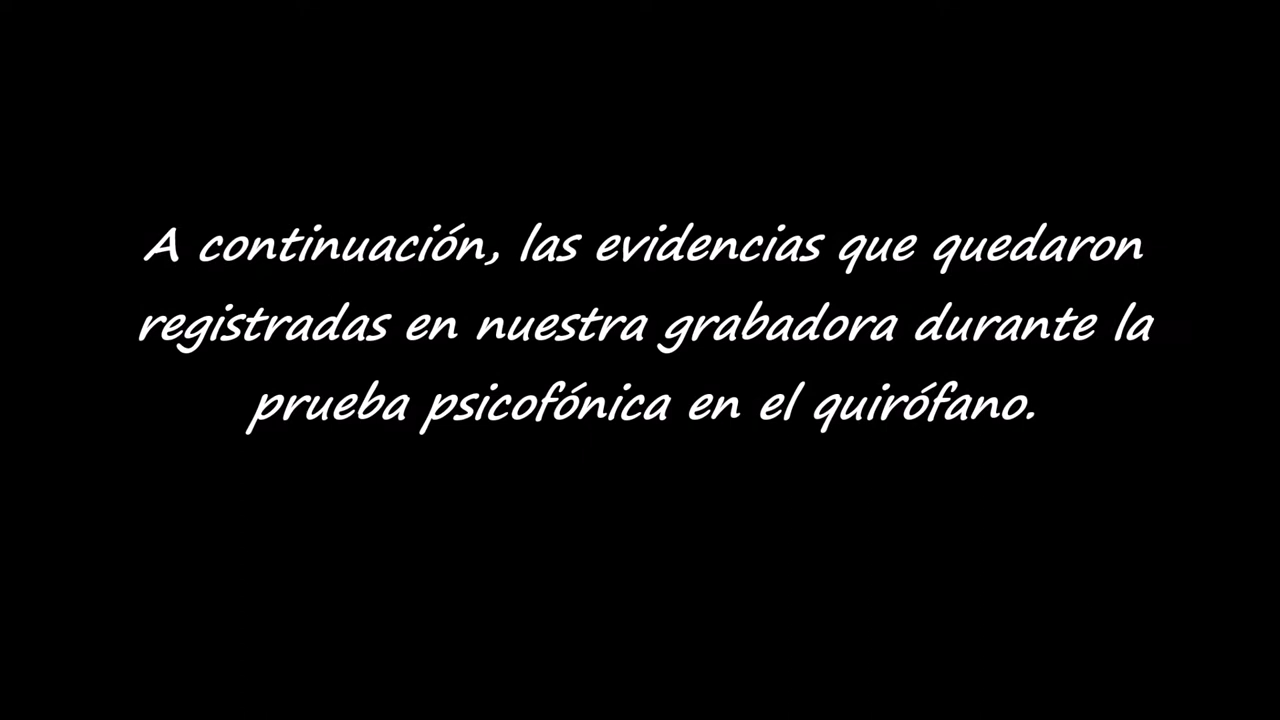 A continuación, las evidencias que quedaron
registradas en nuestra grabadora durante la
prueba psicofónica en el quirófano.